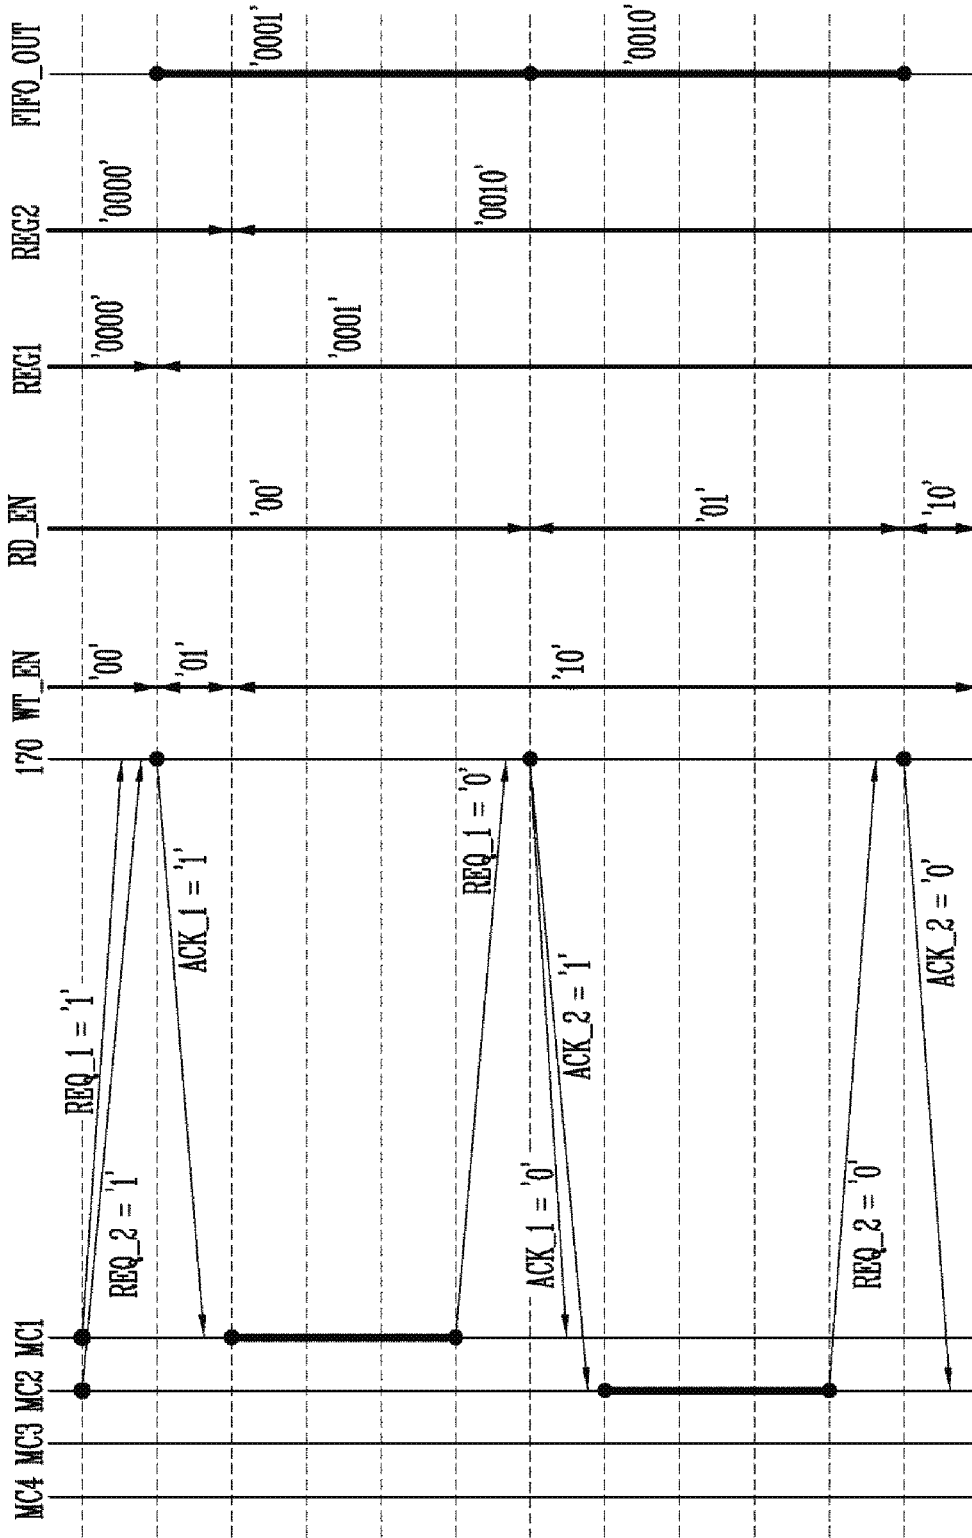 MC4 MC3 MC2 MC1 170 WT_EN RD_EN REG1 REG2 FIFO_OUT
REQ_1 = '1'
REQ_2 = '1'
'00'
'00'
'0000'
'0000'
ACK_1 = '1'
'01'
'0001'
'0001'
REQ_1 = '0'
'10'
'0010'
ACK_1 = '0'
ACK_2 = '1'
'01'
'0010'
REQ_2 = '0'
ACK_2 = '0'
'10'